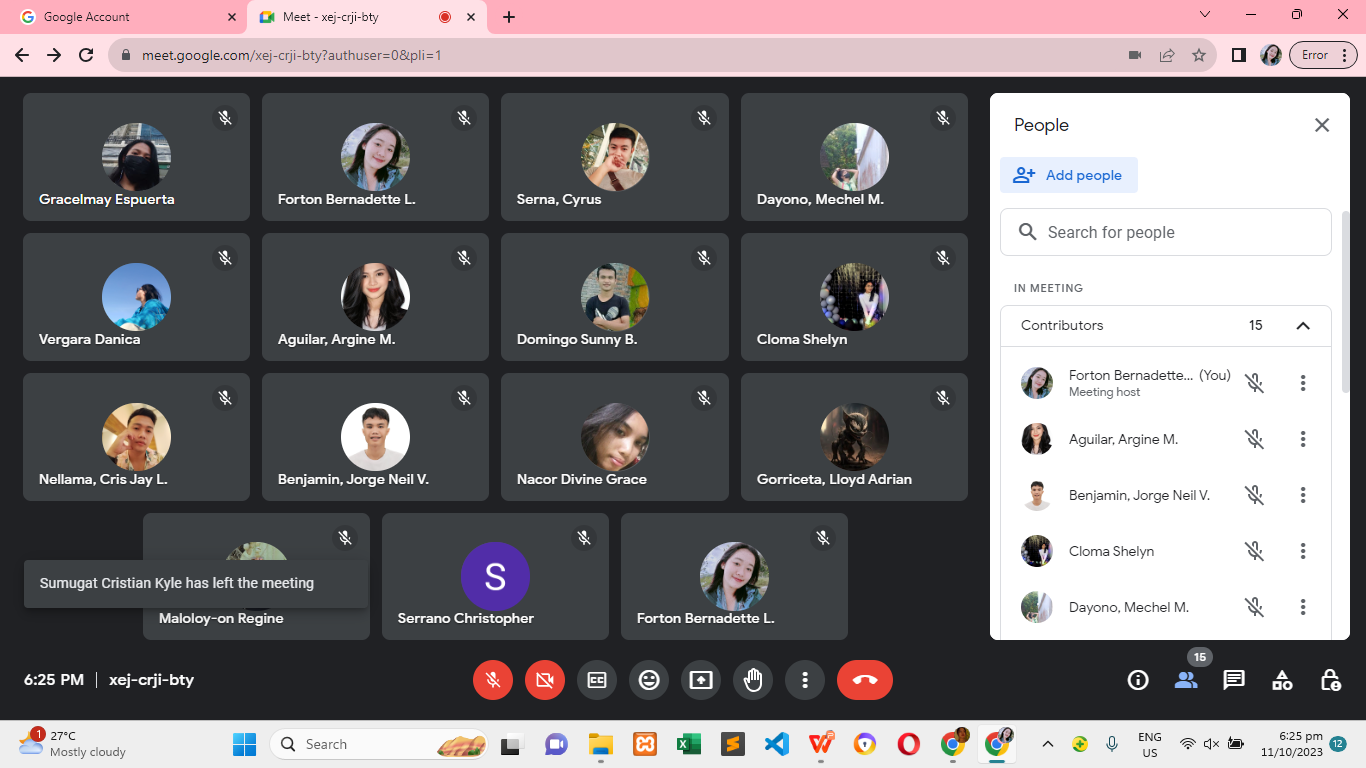 Google Account
Meet - xej-crji-bty
meet.google.com/xej-crji-bty?authuser=0&pli=1
Error
Gracelmay Espuerta
Forton Bernadette L.
Serna, Cyrus
Dayono, Mechel M.
Vergara Danica
Aguilar, Argine M.
Domingo Sunny B.
Cloma Shelyn
Nellama, Cris Jay L.
Benjamin, Jorge Neil V.
Nacor Divine Grace
Gorriceta, Lloyd Adrian
Sumugat Cristian Kyle has left the meeting
Maloloy-on Regine
S
Serrano Christopher
Forton Bernadette L.
People
Add people
Search for people
IN MEETING
Contributors 15
Forton Bernadette... (You)
Meeting host
Aguilar, Argine M.
Benjamin, Jorge Neil V.
Cloma Shelyn
Dayono, Mechel M.
6:25 PM | xej-crji-bty
15
1
27°C
Mostly cloudy
Search
ENG
US
6:25 pm
11/10/2023
12